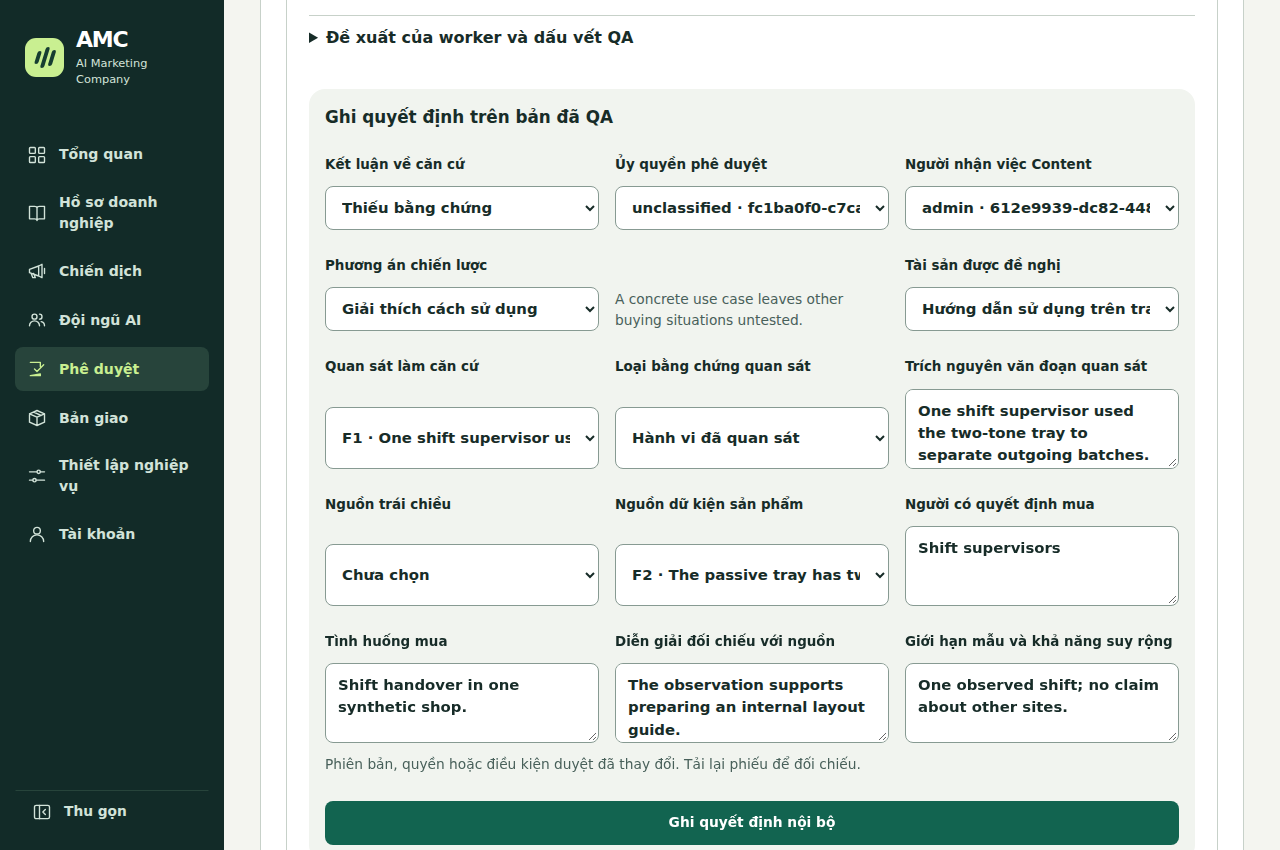 AMC
AI Marketing
Company
Tổng quan
Hồ sơ doanh
nghiệp
Chiến dịch
Đội ngũ AI
Phê duyệt
Bản giao
Thiết lập nghiệp
vụ
Tài khoản
Thu gọn
Đề xuất của worker và dấu vết QA
Ghi quyết định trên bản đã QA
Kết luận về căn cứ
Ủy quyền phê duyệt
Người nhận việc Content
Thiếu bằng chứng
unclassified · fc1ba0f0-c7ca
admin · 612e9939-dc82-448
Phương án chiến lược
Tài sản được đề nghị
Giải thích cách sử dụng
A concrete use case leaves other
buying situations untested.
Hướng dẫn sử dụng trên tra
Quan sát làm căn cứ
Loại bằng chứng quan sát
Trích nguyên văn đoạn quan sát
F1 · One shift supervisor us
Hành vi đã quan sát
One shift supervisor used
the two-tone tray to
separate outgoing batches.
Nguồn trái chiều
Nguồn dữ kiện sản phẩm
Người có quyết định mua
Chưa chọn
F2 · The passive tray has tw
Shift supervisors
Tình huống mua
Diễn giải đối chiếu với nguồn
Giới hạn mẫu và khả năng suy rộng
Shift handover in one
synthetic shop.
The observation supports
preparing an internal layout
guide.
One observed shift; no claim
about other sites.
Phiên bản, quyền hoặc điều kiện duyệt đã thay đổi. Tải lại phiếu để đối chiếu.
Ghi quyết định nội bộ